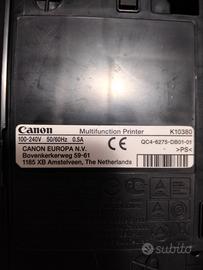 Canon Multifunction Printer K10380
100-240V 50/60Hz 0.5A QC4-6275-DB01-01
CANON EUROPA N.V. >PS<
Bovenkerkerweg 59-61
1185 XB Amstelveen, The Netherlands
subito